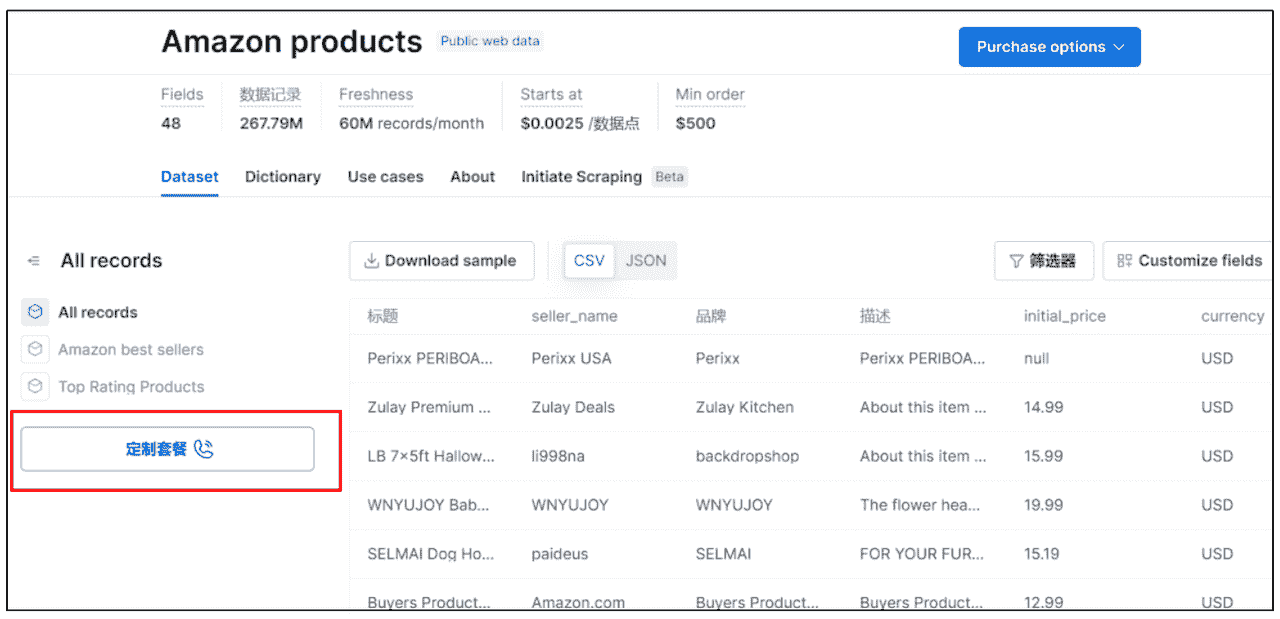 Amazon products Public web data
Purchase options
Fields 数据记录 Freshness Starts at Min order
48 267.79M 60M records/month $0.0025 /数据点 $500
Dataset Dictionary Use cases About Initiate Scraping Beta
All records
Download sample CSV JSON 筛选器 Customize fields
All records
Amazon best sellers
Top Rating Products
定制套餐
标题 seller_name 品牌 描述 initial_price currency
Perixx PERIBOA... Perixx USA Perixx Perixx PERIBOA... null USD
Zulay Premium ... Zulay Deals Zulay Kitchen About this item ... 14.99 USD
LB 7×5ft Hallow... li998na backdropshop About this item ... 15.99 USD
WNYUJOY Bab... WNYUJOY WNYUJOY The flower hea... 19.99 USD
SELMAI Dog Ho... paideus SELMAI FOR YOUR FUR... 15.19 USD
Buyers Product... Amazon.com Buyers Product... Buyers Product... 12.99 USD